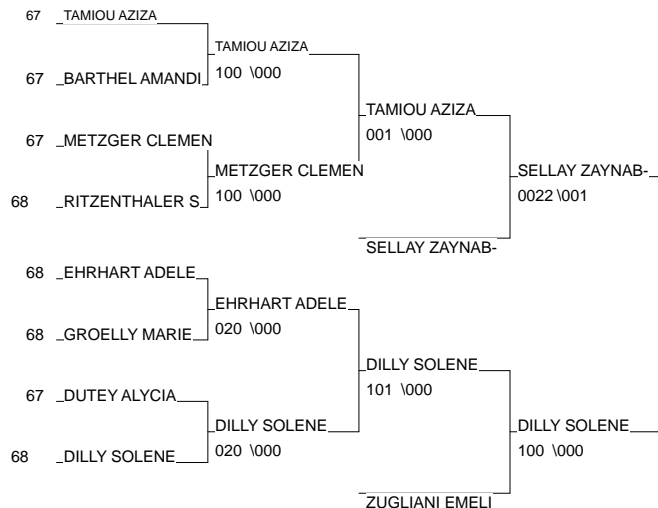 67 TAMIOU AZIZA
TAMIOU AZIZA
67 BARTHEL AMANDI
100 \000
TAMIOU AZIZA
67 METZGER CLEMEN
001 \000
METZGER CLEMEN
SELLAY ZAYNAB-
100 \000
0022 \001
68 RITZENTHALER S
SELLAY ZAYNAB-
68 EHRHART ADELE
EHRHART ADELE
68 GROELLY MARIE
020 \000
DILLY SOLENE
67 DUTEY ALYCIA
101 \000
DILLY SOLENE
DILLY SOLENE
020 \000
100 \000
68 DILLY SOLENE
ZUGLIANI EMELI